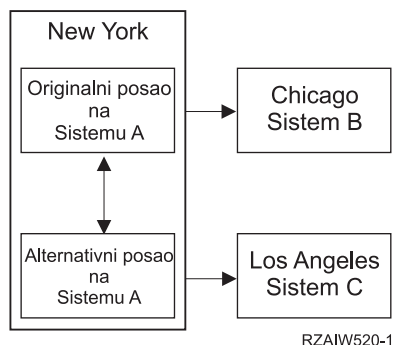 New York
Originalni posao
na
Sistemu A
Chicago
Sistem B
Alternativni posao
na
Sistemu A
Los Angeles
Sistem C
RZAIW520-1